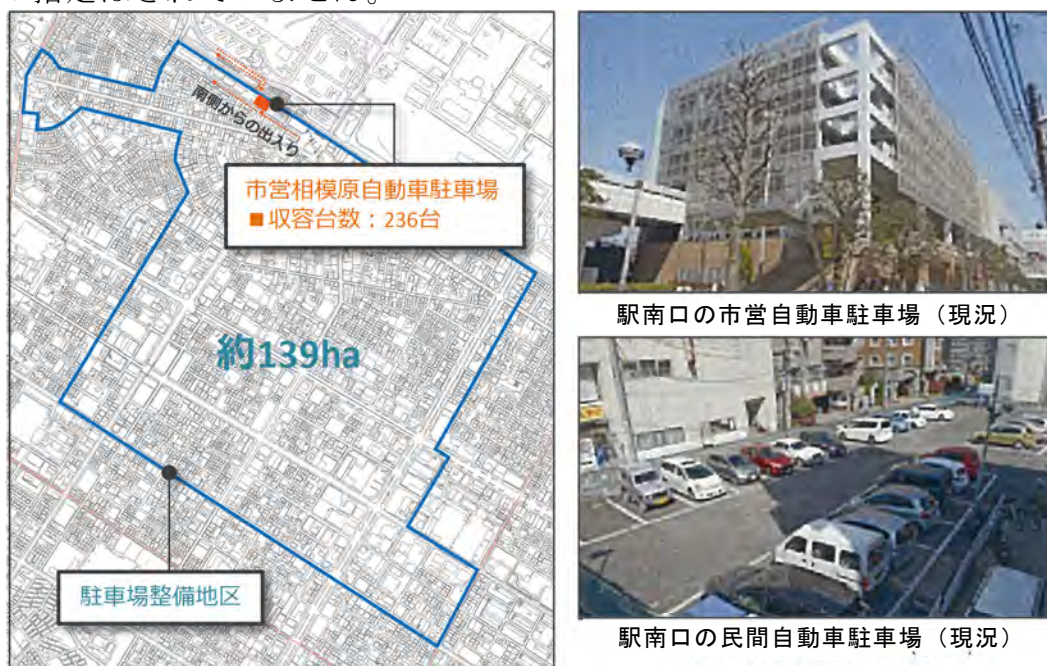 南側からの出入り
市営相模原自動車駐車場
■収容台数：236台
約139ha
駐車場整備地区
駅南口の市営自動車駐車場（現況）
駅南口の民間自動車駐車場（現況）